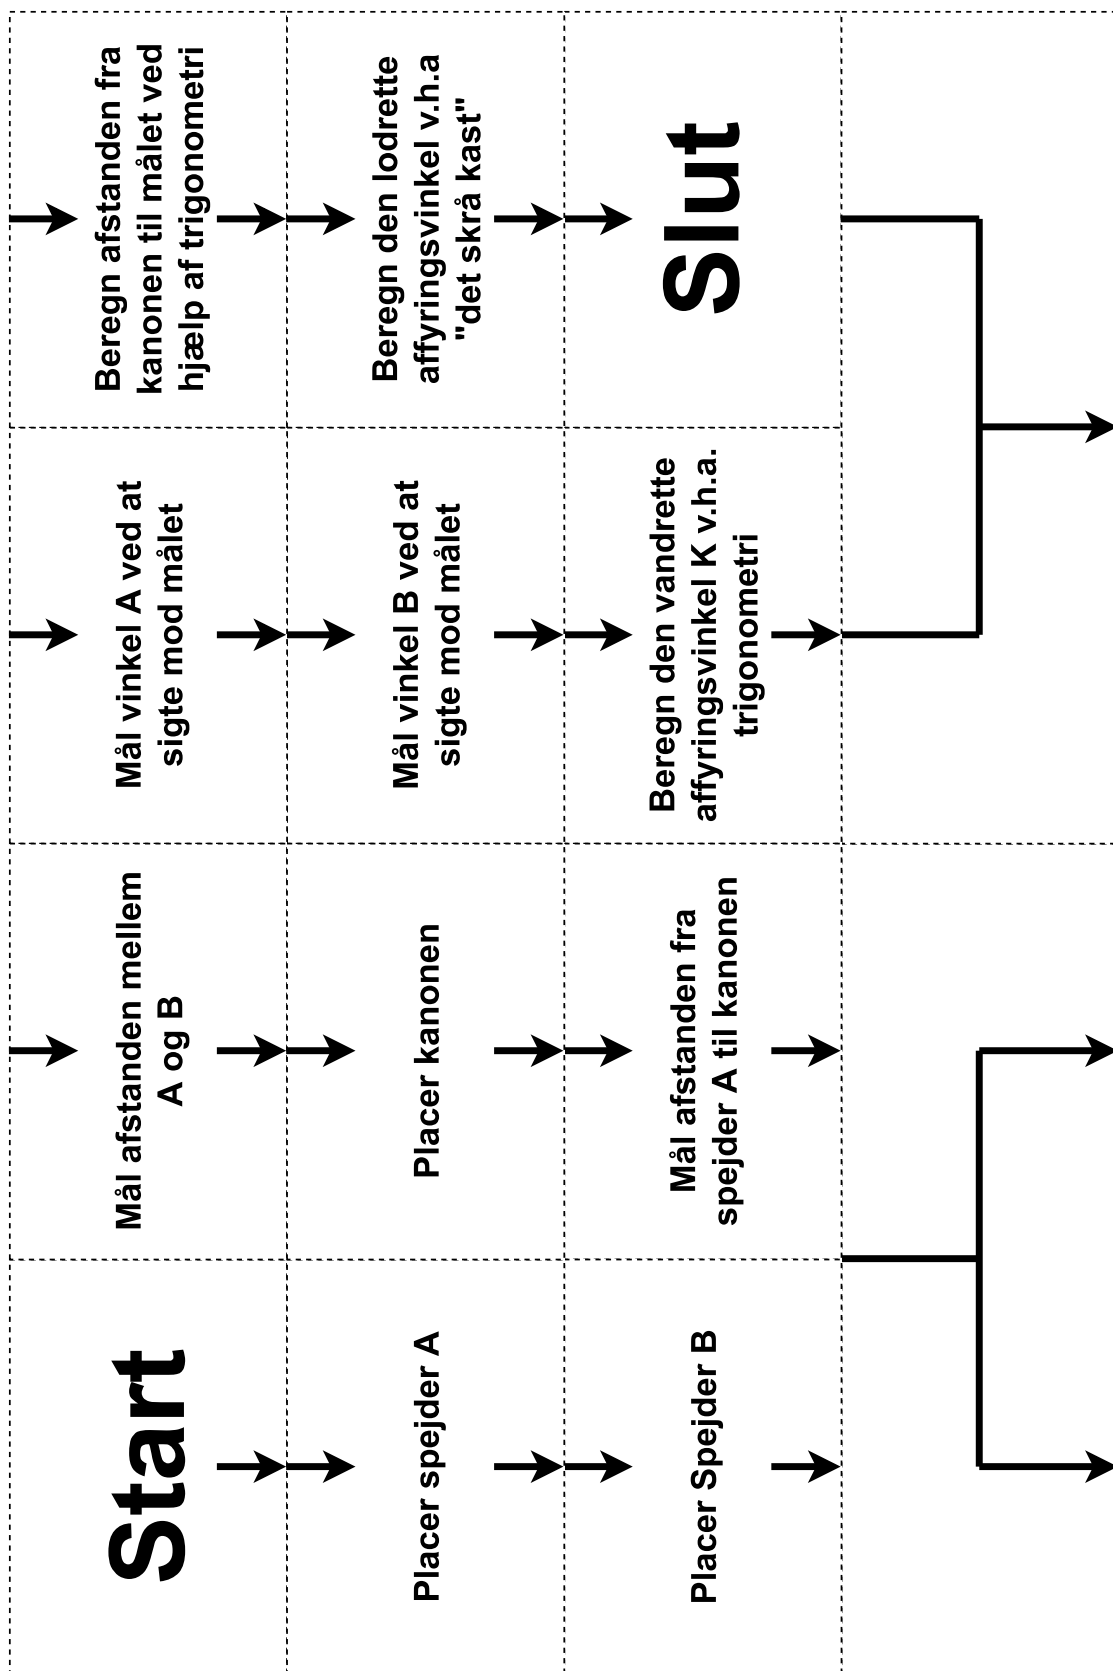 Start
Mål afstanden mellem
A og B
Mål vinkel A ved at
sigte mod målet
Beregn afstanden fra
kanonen til målet ved
hjælp af trigonometri
Placer spejder A
Placer kanonen
Mål vinkel B ved at
sigte mod målet
Beregn den lodrette
affyringsvinkel v.h.a
"det skrå kast"
Placer Spejder B
Mål afstanden fra
spejder A til kanonen
Beregn den vandrette
affyringsvinkel K v.h.a.
trigonometri
Slut